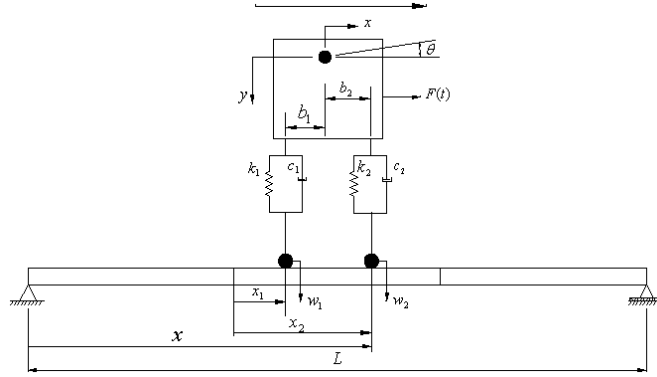 x
θ
y
b₂
F(t)
b₁
k₁
c₁
k₂
c₂
x₁
w₁
w₂
x₂
x
L